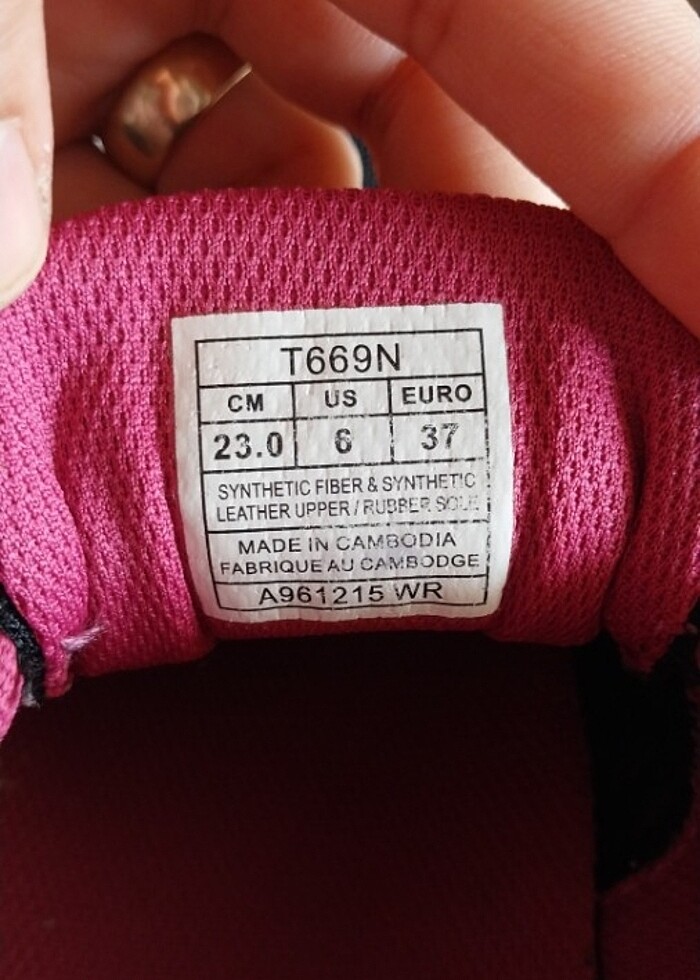 T669N
CM US EURO
23.0 6 37
SYNTHETIC FIBER & SYNTHETIC
LEATHER UPPER / RUBBER SOLE
MADE IN CAMBODIA
FABRIQUE AU CAMBODGE
A961215 WR